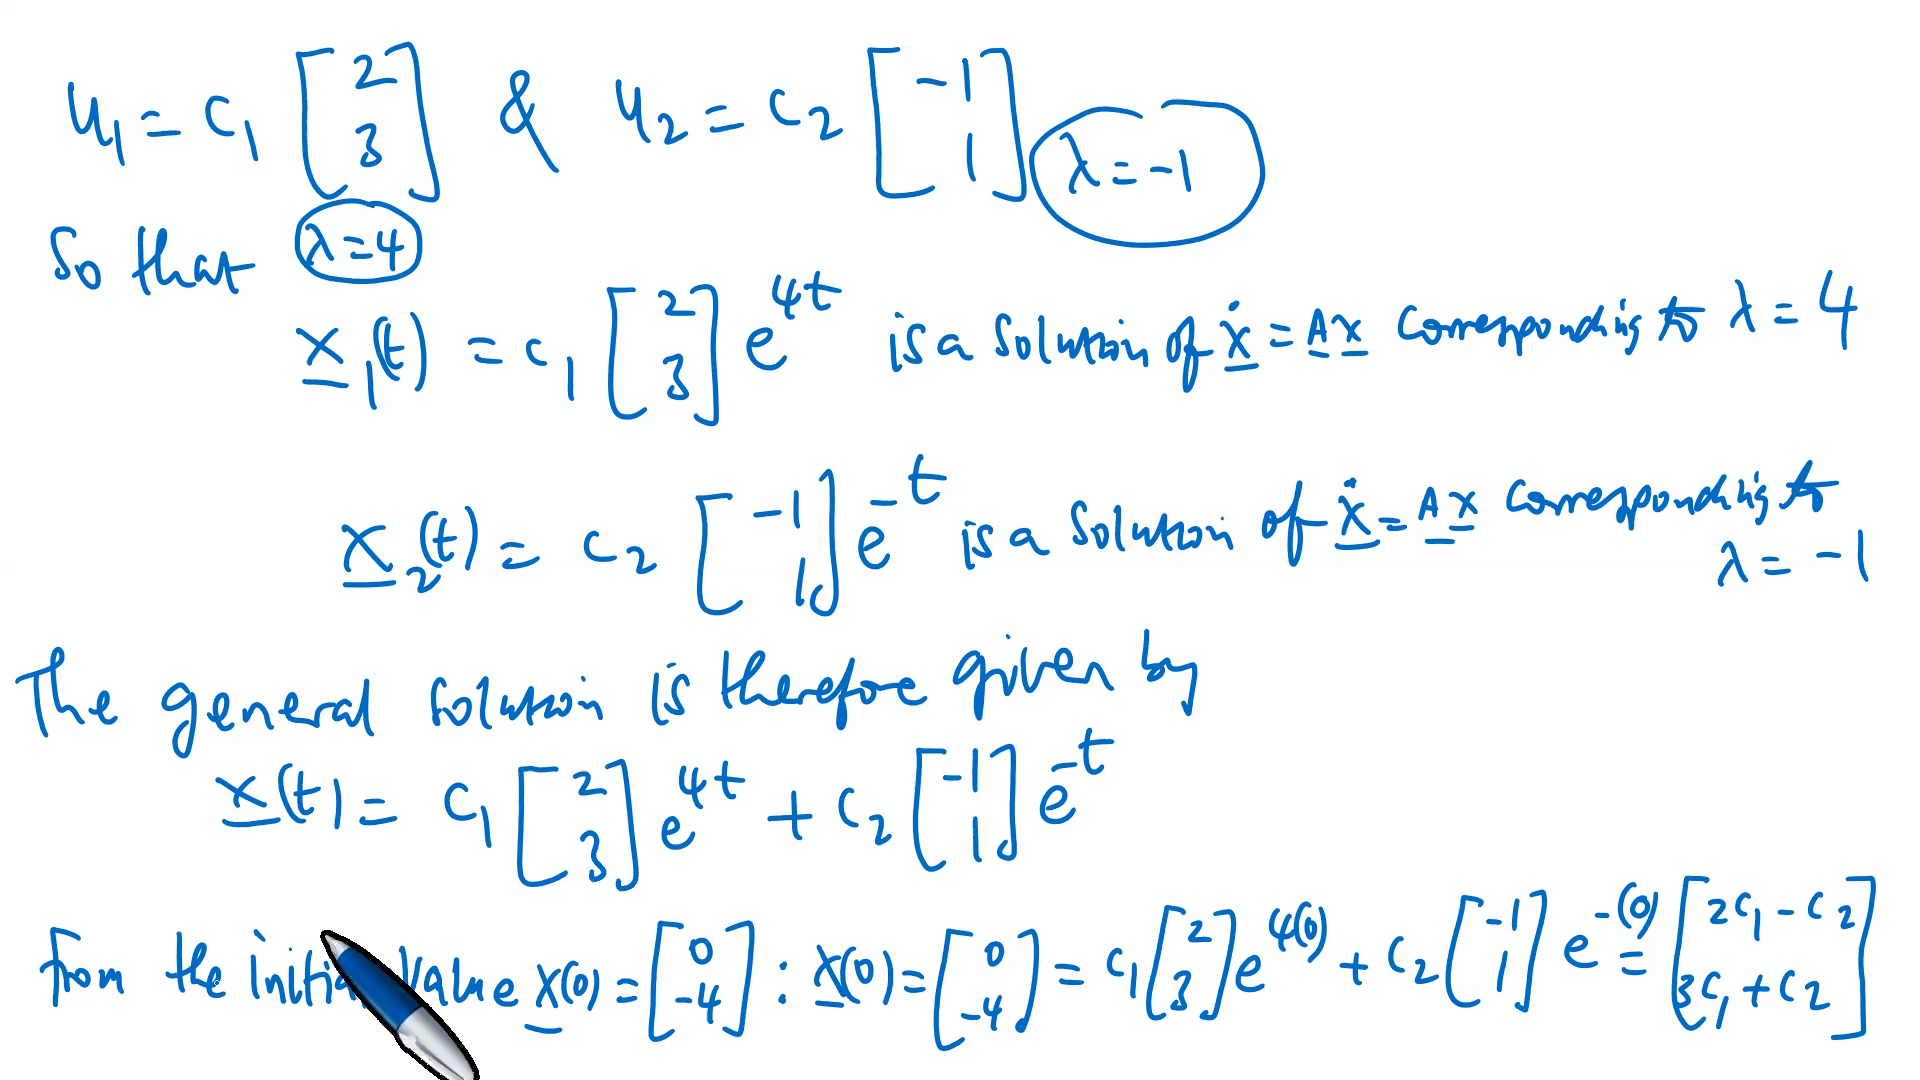 u₁ = c₁ [2; 3] & u₂ = c₂ [-1; 1] λ = -1
So that λ = 4
x₁(t) = c₁ [2; 3] e^{4t} is a solution of ẋ = Ax corresponding to λ = 4
x₂(t) = c₂ [-1; 1] e^{-t} is a solution of ẋ = Ax corresponding to
λ = -1
The general solution is therefore given by
x(t) = c₁ [2; 3] e^{4t} + c₂ [-1; 1] e^{-t}
From the initial value x(0) = [0; -4] : x(0) = [0; -4] = c₁ [2; 3] e^{4(0)} + c₂ [-1; 1] e^{-(0)} = [2c₁ - c₂; 3c₁ + c₂]